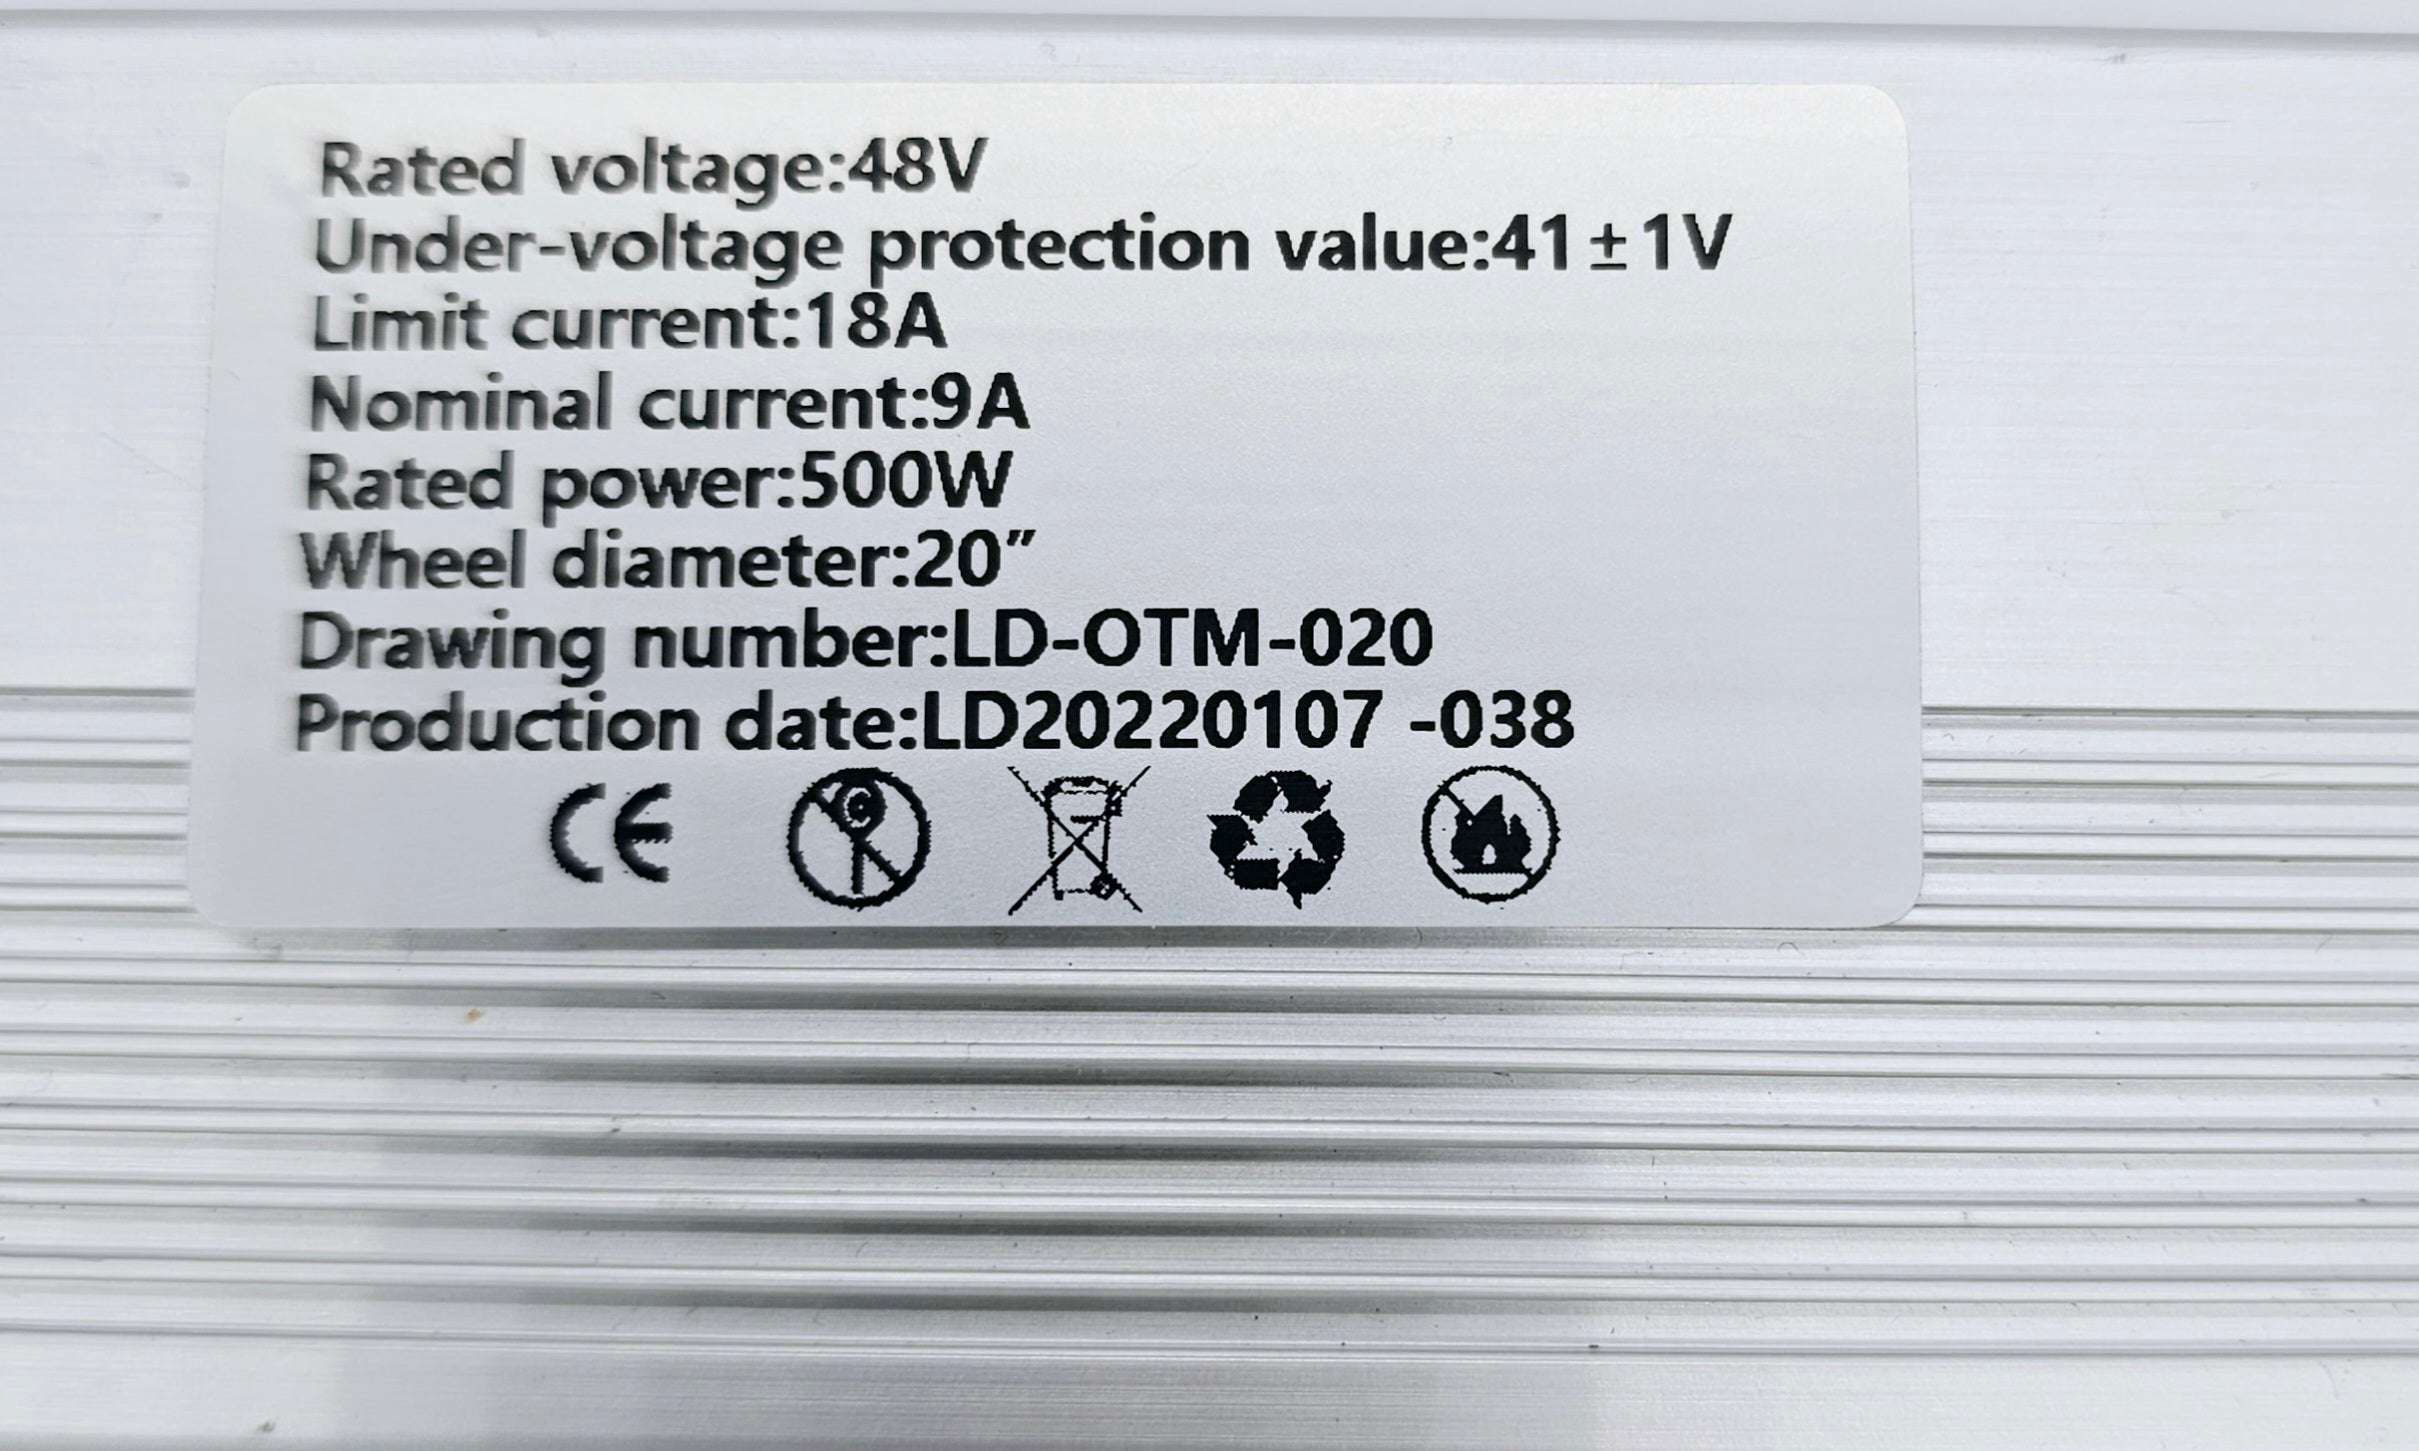 Rated voltage:48V
Under-voltage protection value:41±1V
Limit current:18A
Nominal current:9A
Rated power:500W
Wheel diameter:20″
Drawing number:LD-OTM-020
Production date:LD20220107 -038
CE